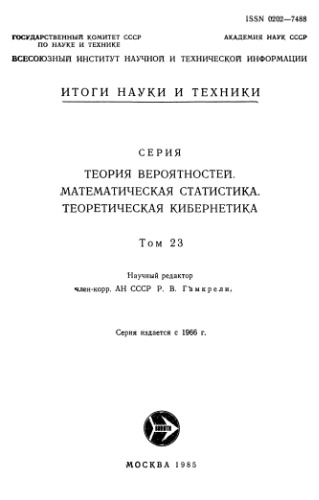 ISSN 0202—7488
ГОСУДАРСТВЕННЫЙ КОМИТЕТ СССР
ПО НАУКЕ И ТЕХНИКЕ
АКАДЕМИЯ НАУК СССР
ВСЕСОЮЗНЫЙ ИНСТИТУТ НАУЧНОЙ И ТЕХНИЧЕСКОЙ ИНФОРМАЦИИ
ИТОГИ НАУКИ И ТЕХНИКИ
СЕРИЯ
ТЕОРИЯ ВЕРОЯТНОСТЕЙ.
МАТЕМАТИЧЕСКАЯ СТАТИСТИКА.
ТЕОРЕТИЧЕСКАЯ КИБЕРНЕТИКА
Том 23
Научный редактор
член-корр. АН СССР Р. В. Гамкрели.
Серия издается с 1966 г.
ВИНИТИ
МОСКВА 1985